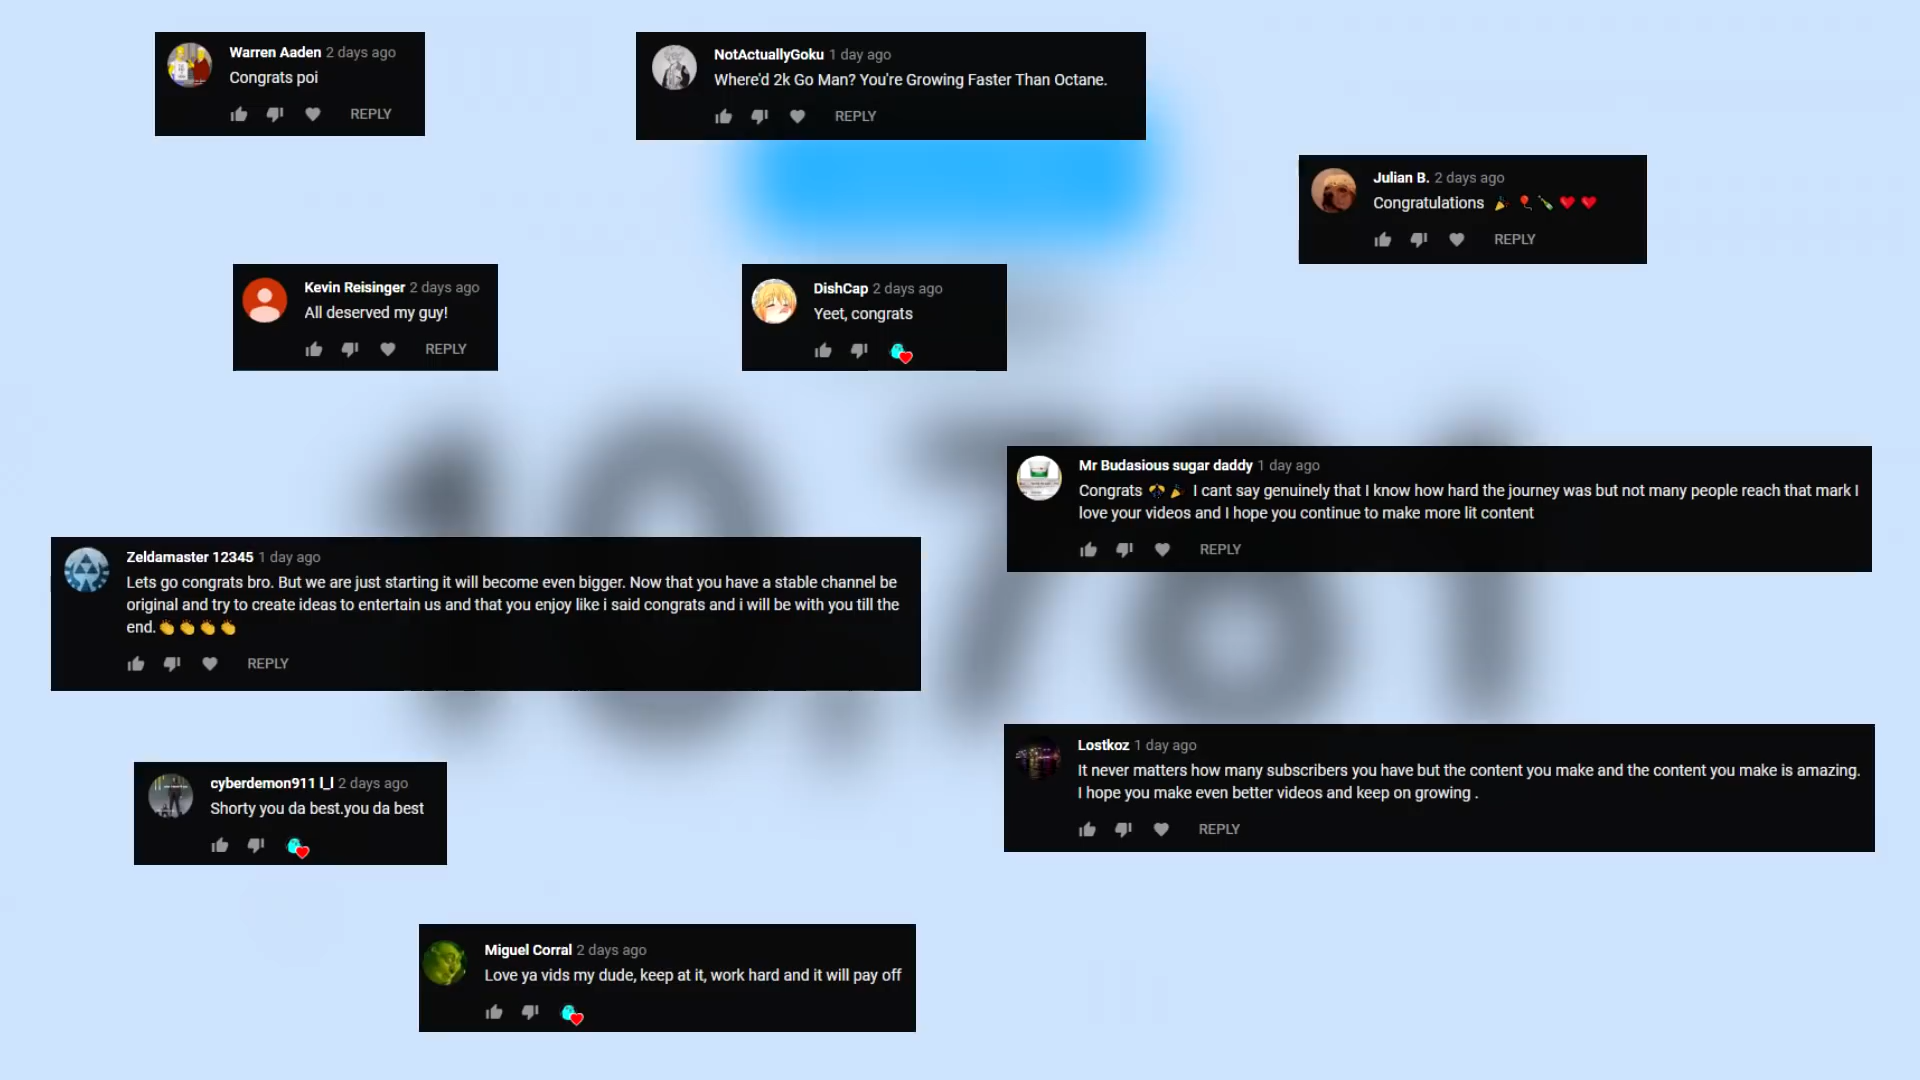 Warren Aaden 2 days ago
Congrats poi
REPLY
NotActuallyGoku 1 day ago
Where'd 2k Go Man? You're Growing Faster Than Octane.
REPLY
Julian B. 2 days ago
Congratulations 🎉 🎈 🍾 ❤️ ❤️
REPLY
Kevin Reisinger 2 days ago
All deserved my guy!
REPLY
DishCap 2 days ago
Yeet, congrats
Mr Budasious sugar daddy 1 day ago
Congrats 🎊 🎉 I cant say genuinely that I know how hard the journey was but not many people reach that mark I
love your videos and I hope you continue to make more lit content
REPLY
Zeldamaster 12345 1 day ago
Lets go congrats bro. But we are just starting it will become even bigger. Now that you have a stable channel be
original and try to create ideas to entertain us and that you enjoy like i said congrats and i will be with you till the
end. 👏 👏 👏 👏
REPLY
Lostkoz 1 day ago
It never matters how many subscribers you have but the content you make and the content you make is amazing.
I hope you make even better videos and keep on growing .
REPLY
cyberdemon911 l_l 2 days ago
Shorty you da best.you da best
Miguel Corral 2 days ago
Love ya vids my dude, keep at it, work hard and it will pay off